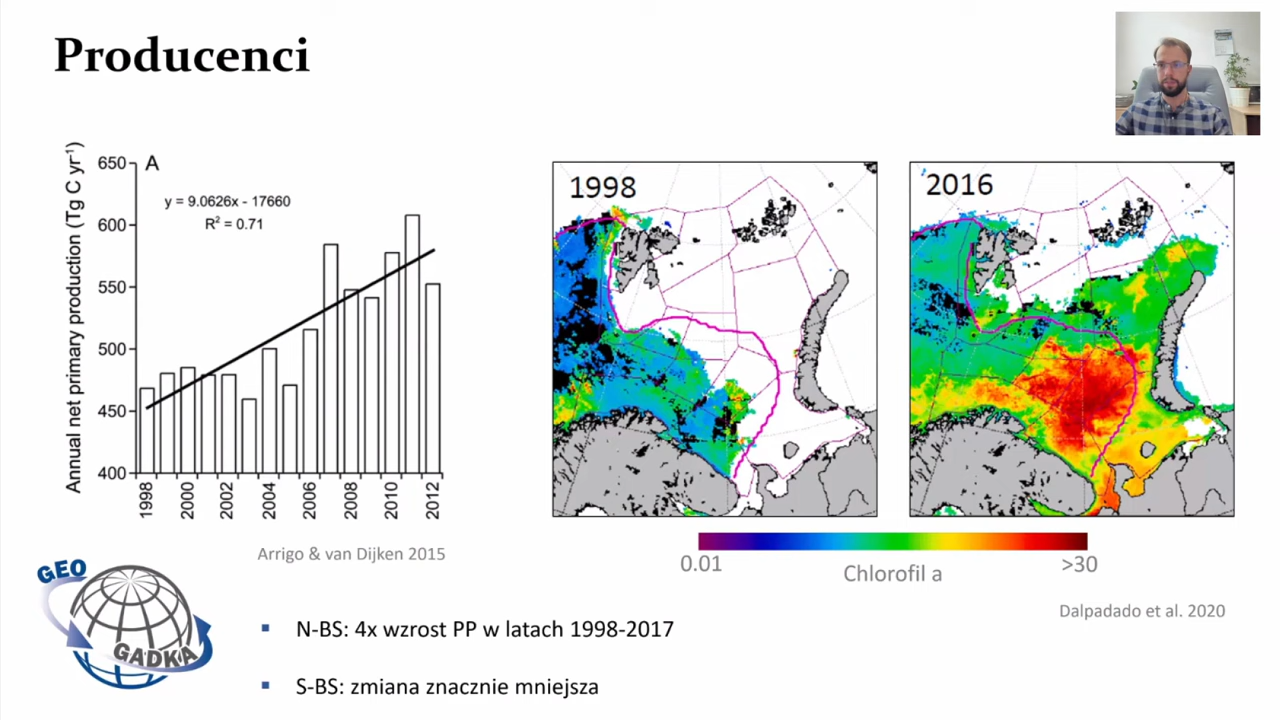 Producenci
A
y = 9.0626x - 17660
R² = 0.71
Annual net primary production (Tg C yr⁻¹)
650
600
550
500
450
400
1998
2000
2002
2004
2006
2008
2010
2012
Arrigo & van Dijken 2015
1998
2016
0.01
>30
Chlorofil a
Dalpadado et al. 2020
GEO
GADKA
▪ N-BS: 4x wzrost PP w latach 1998-2017
▪ S-BS: zmiana znacznie mniejsza